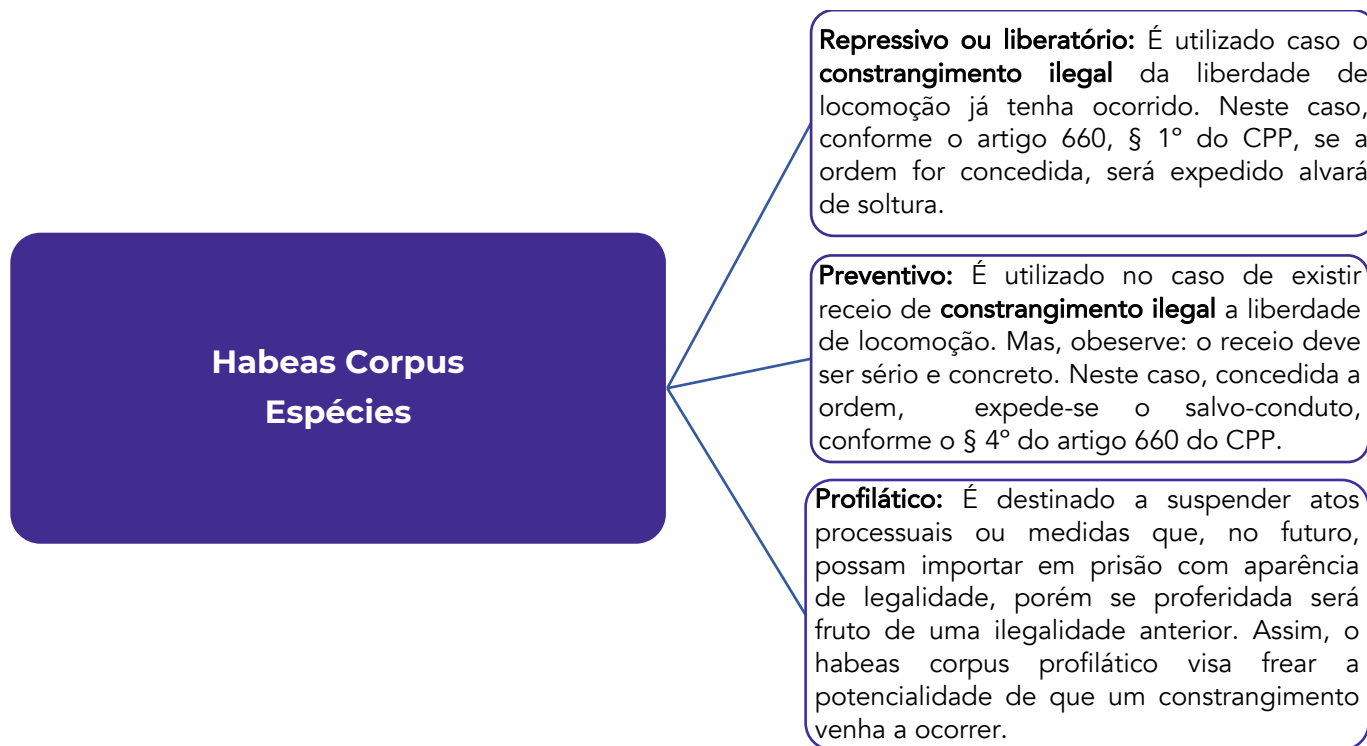 Habeas Corpus
Espécies
Repressivo ou liberatório: É utilizado caso o
constrangimento ilegal da liberdade de
locomoção já tenha ocorrido. Neste caso,
conforme o artigo 660, § 1º do CPP, se a
ordem for concedida, será expedido alvará
de soltura.
Preventivo: É utilizado no caso de existir
receio de constrangimento ilegal a liberdade
de locomoção. Mas, obeserve: o receio deve
ser sério e concreto. Neste caso, concedida a
ordem, expede-se o salvo-conduto,
conforme o § 4º do artigo 660 do CPP.
Profilático: É destinado a suspender atos
processuais ou medidas que, no futuro,
possam importar em prisão com aparência
de legalidade, porém se proferidada será
fruto de uma ilegalidade anterior. Assim, o
habeas corpus profilático visa frear a
potencialidade de que um constrangimento
venha a ocorrer.